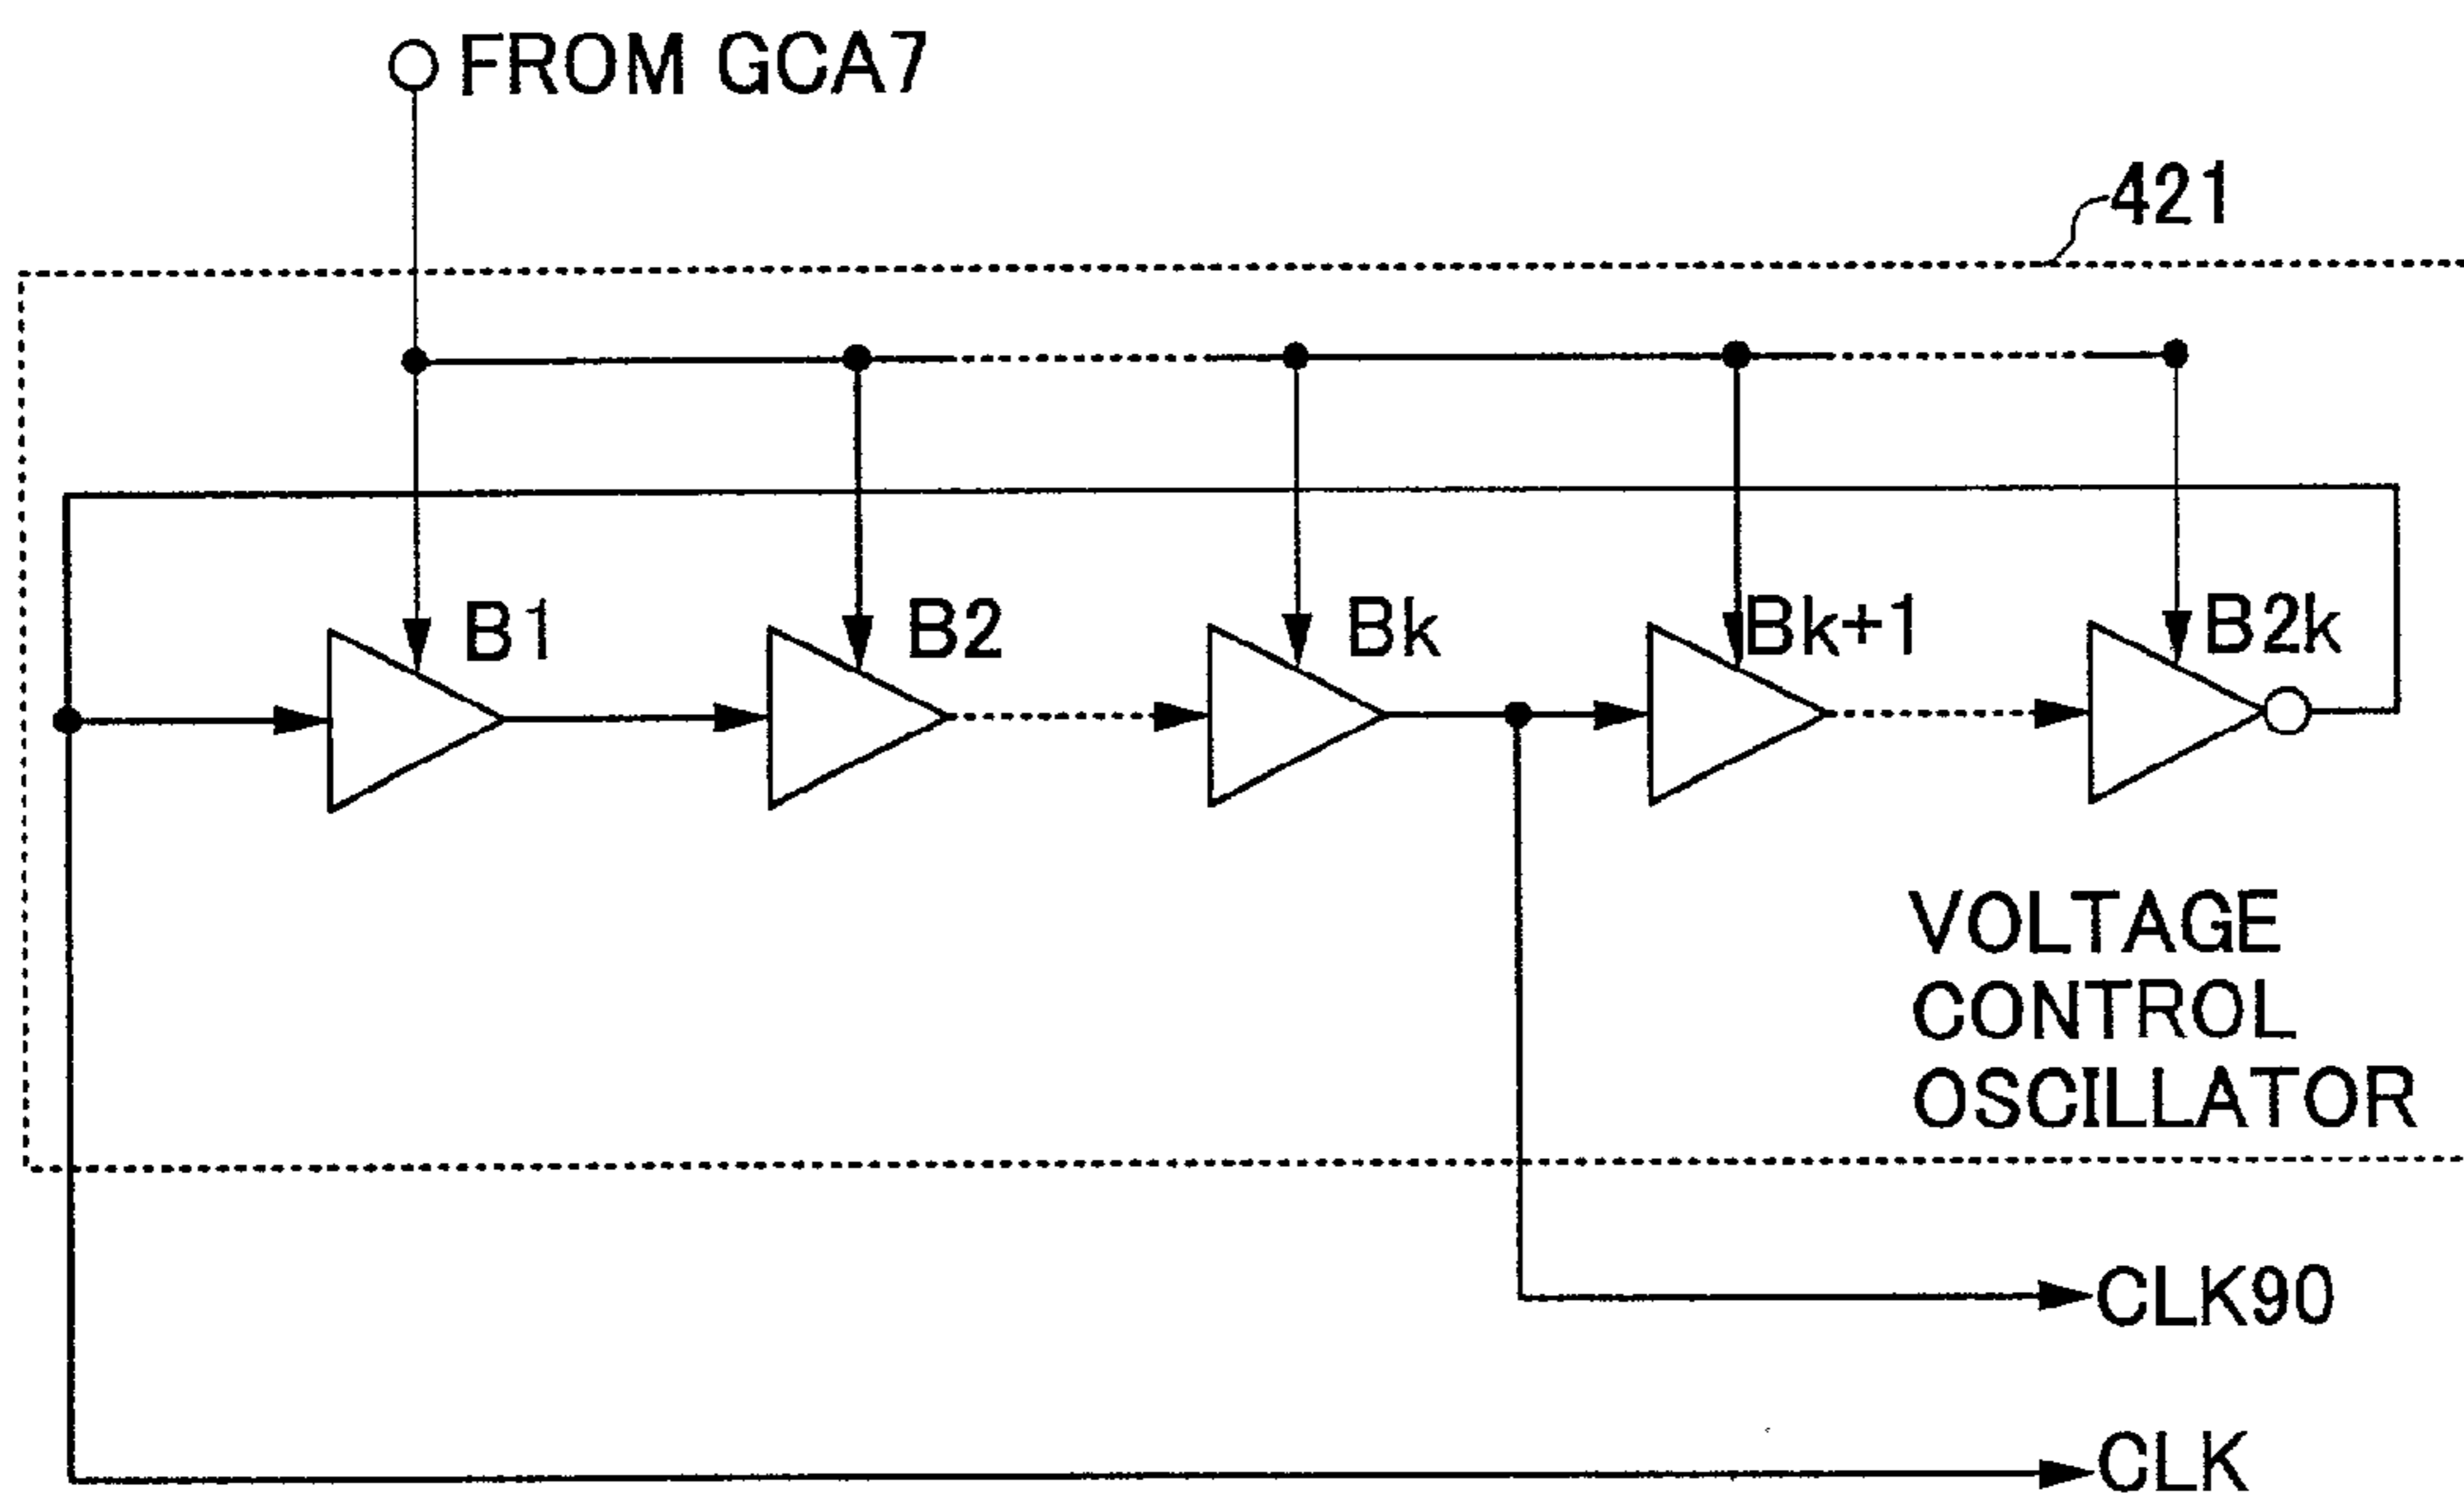 FROM GCA7
421
B1
B2
Bk
Bk+1
B2k
VOLTAGE
CONTROL
OSCILLATOR
CLK90
CLK